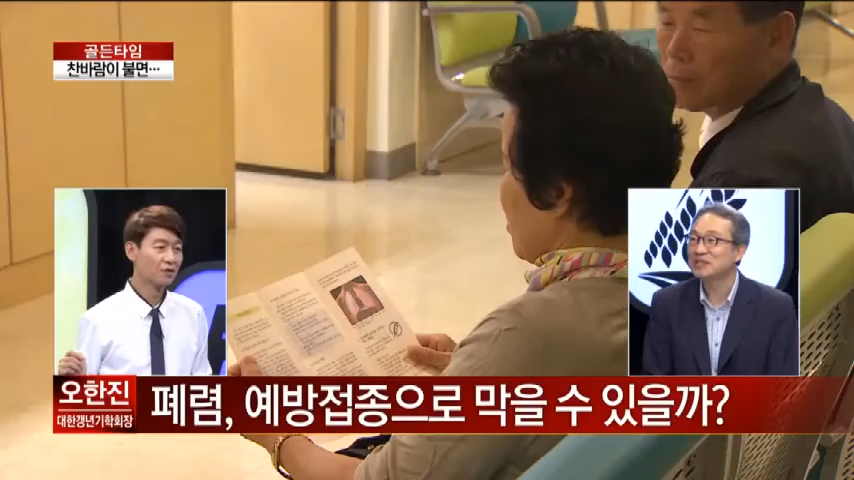 골든타임
찬바람이 불면…
오한진
대한갱년기학회장
폐렴, 예방접종으로 막을 수 있을까?